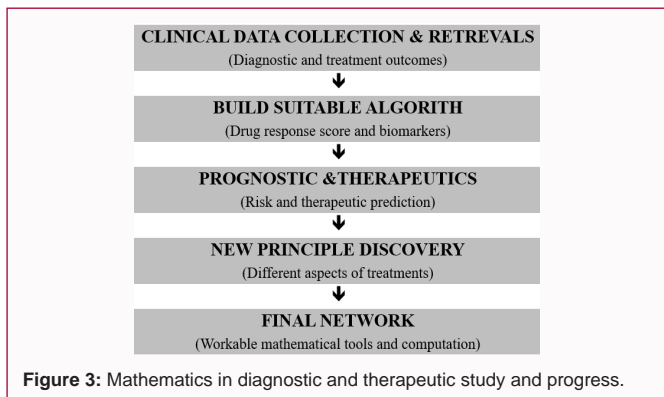 CLINICAL DATA COLLECTION & RETREVALS
(Diagnostic and treatment outcomes)
BUILD SUITABLE ALGORITH
(Drug response score and biomarkers)
PROGNOSTIC &THERAPEUTICS
(Risk and therapeutic prediction)
NEW PRINCIPLE DISCOVERY
(Different aspects of treatments)
FINAL NETWORK
(Workable mathematical tools and computation)
Figure 3: Mathematics in diagnostic and therapeutic study and progress.